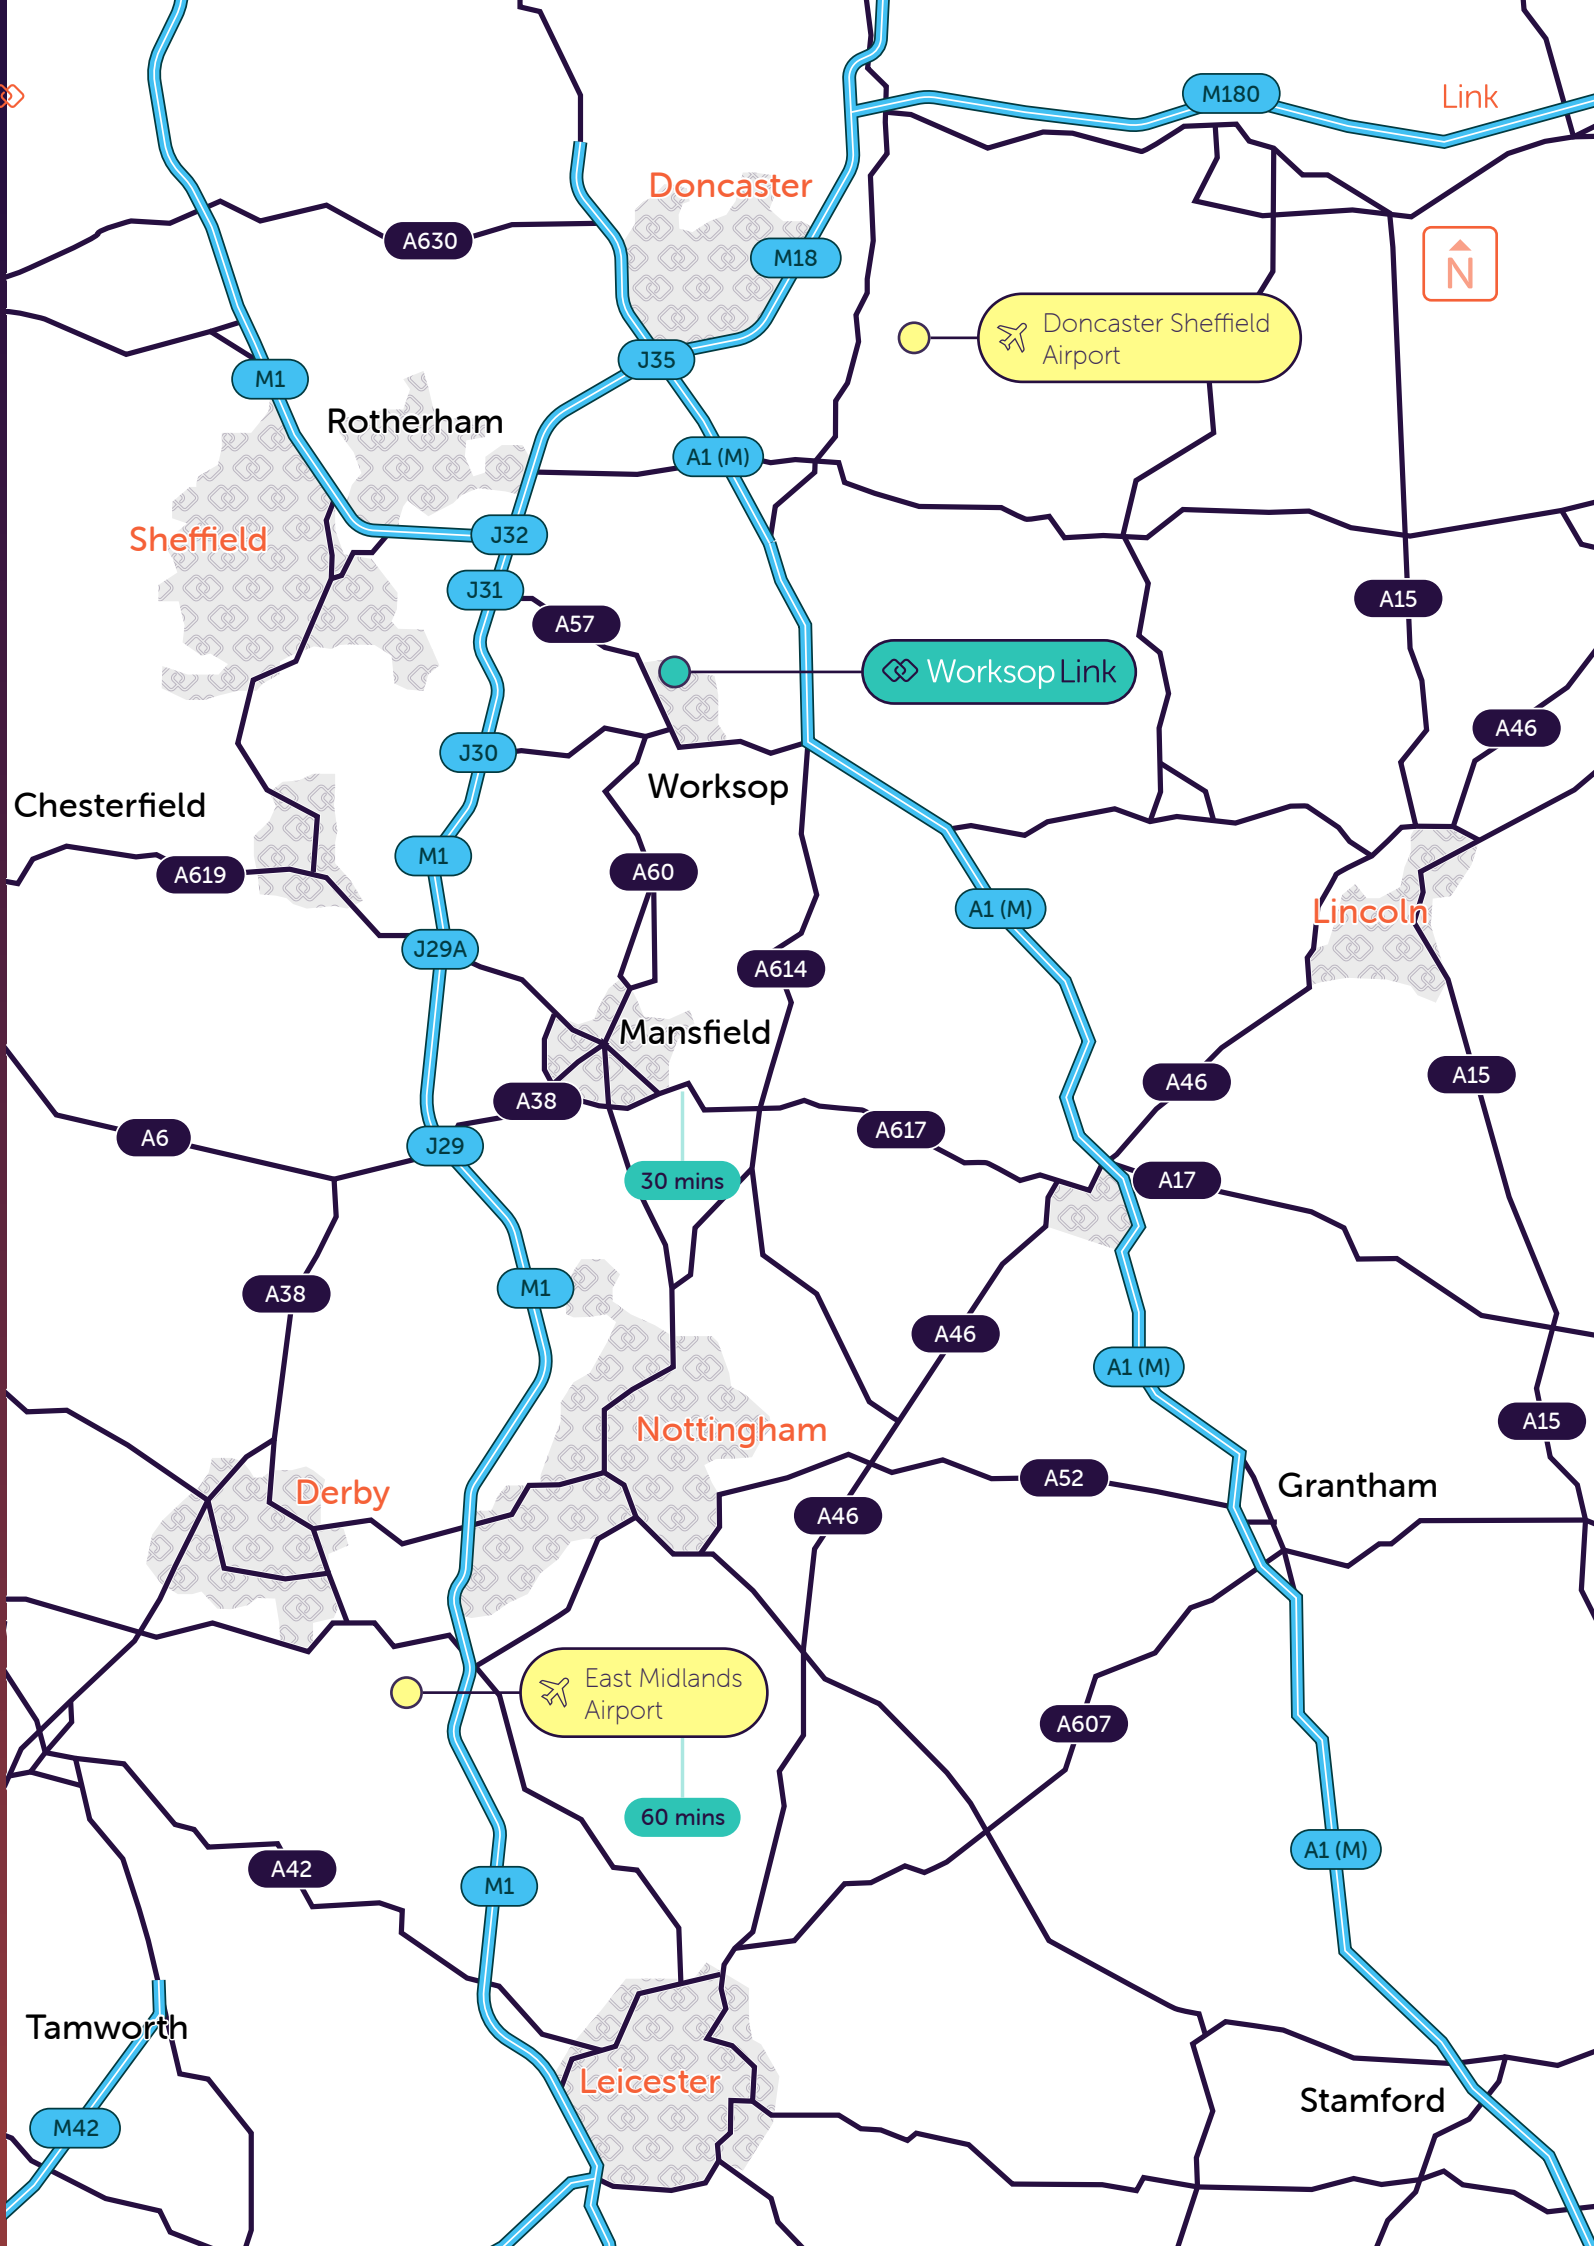 M180
Link
Doncaster
A630
M18
N
Doncaster Sheffield
Airport
J35
M1
Rotherham
A1 (M)
Sheffield
J32
J31
A15
A57
Worksop Link
A46
J30
Worksop
Chesterfield
M1
A619
A60
A1 (M)
Lincoln
J29A
A614
Mansfield
A46
A15
A38
A617
A6
J29
30 mins
A17
M1
A38
A46
A1 (M)
Nottingham
A15
Derby
A52
Grantham
A46
East Midlands
Airport
A607
60 mins
A42
A1 (M)
M1
Tamworth
Leicester
Stamford
M42